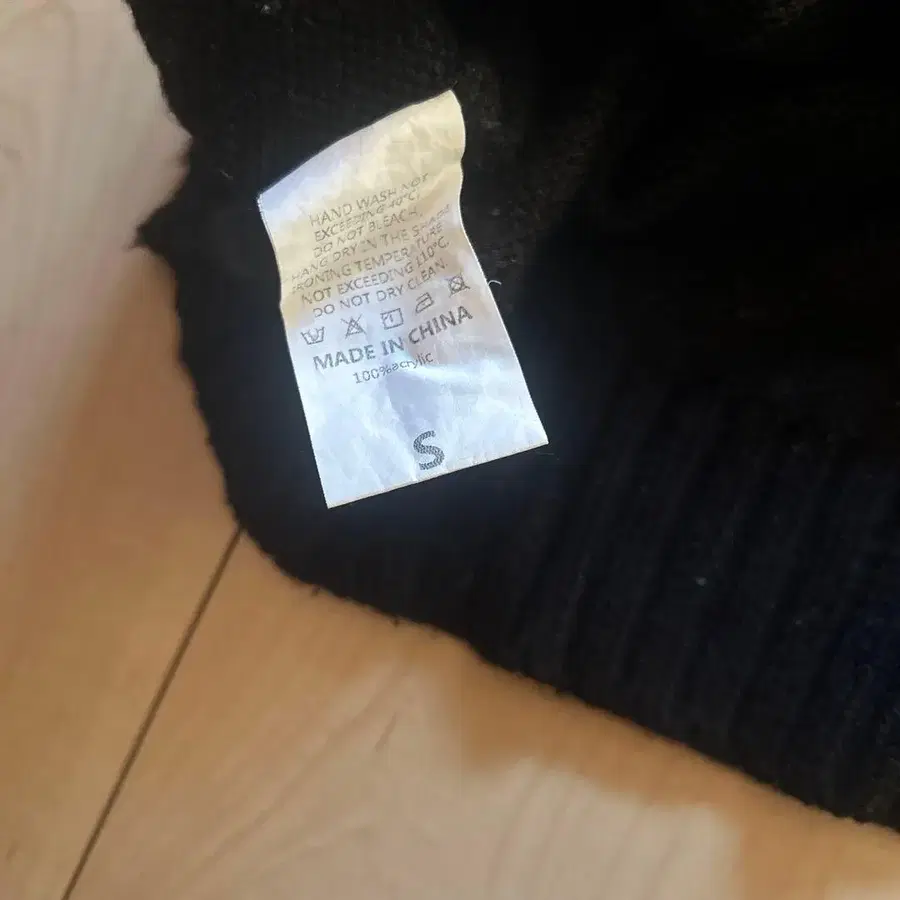 HAND WASH NOT
EXCEEDING 40°C,
DO NOT BLEACH,
HANG DRY IN THE SHADE
IRONING TEMPERATURE
NOT EXCEEDING 110°C,
DO NOT DRY CLEAN.
MADE IN CHINA
100%acrylic
S